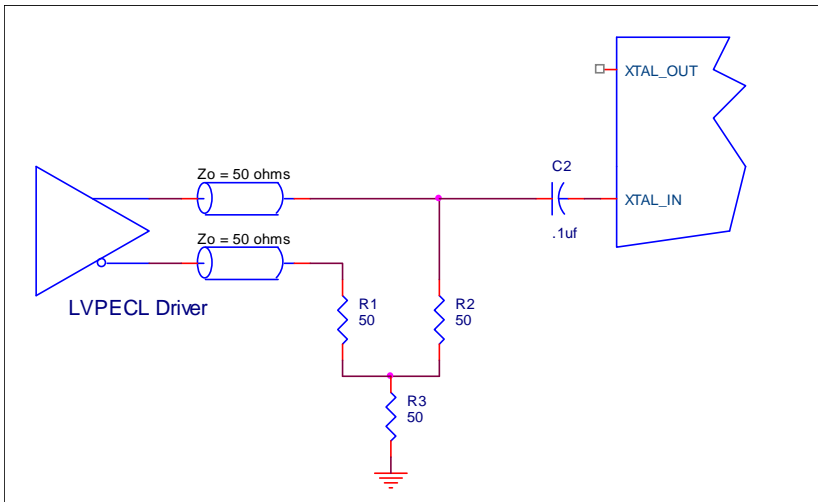 XTAL_OUT
Zo = 50 ohms
C2
XTAL_IN
.1uf
Zo = 50 ohms
LVPECL Driver
R1
50
R2
50
R3
50